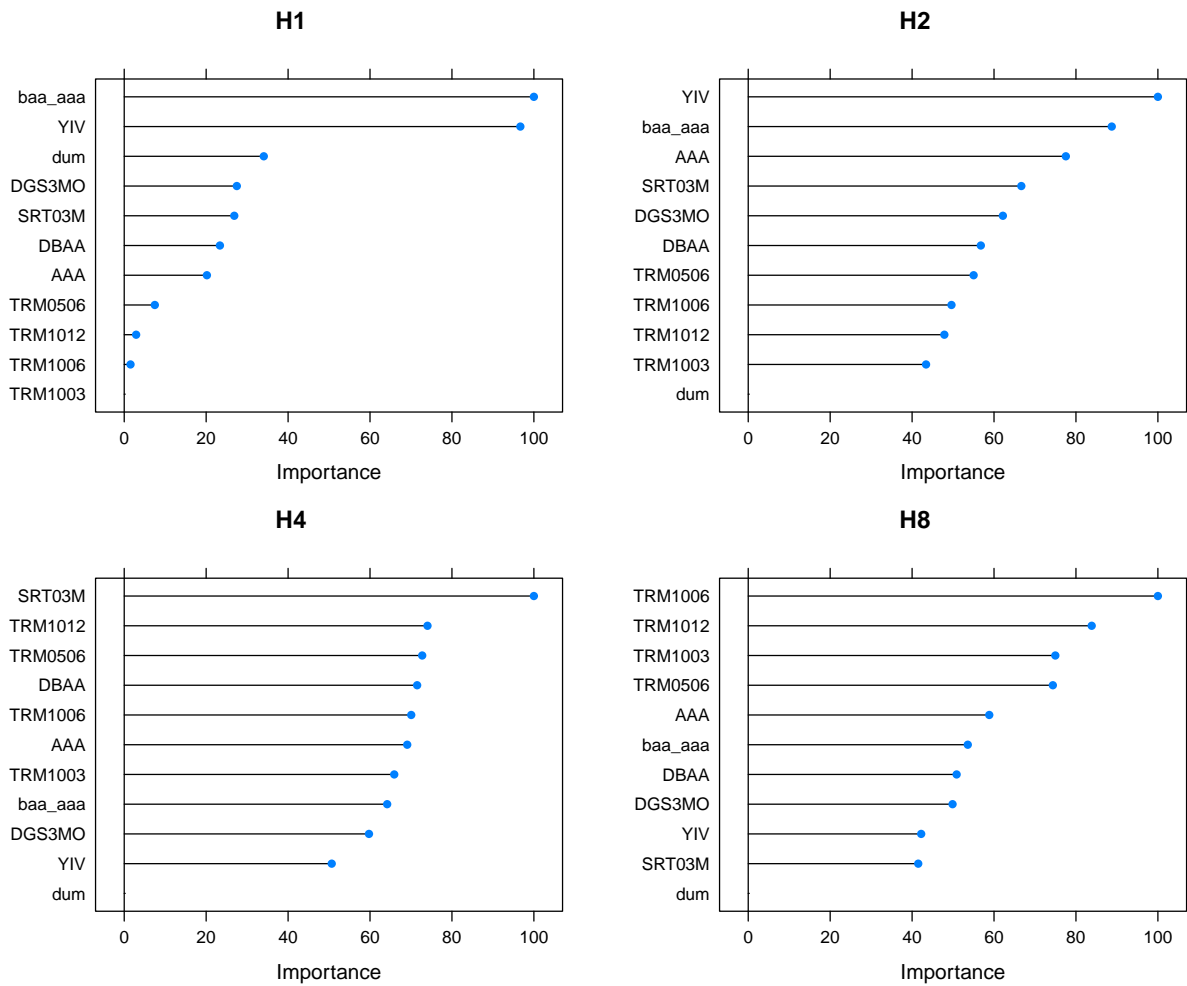 H1
baa_aaa
YIV
dum
DGS3MO
SRT03M
DBAA
AAA
TRM0506
TRM1012
TRM1006
TRM1003
0 20 40 60 80 100
Importance
H2
YIV
baa_aaa
AAA
SRT03M
DGS3MO
DBAA
TRM0506
TRM1006
TRM1012
TRM1003
dum
0 20 40 60 80 100
Importance
H4
SRT03M
TRM1012
TRM0506
DBAA
TRM1006
AAA
TRM1003
baa_aaa
DGS3MO
YIV
dum
0 20 40 60 80 100
Importance
H8
TRM1006
TRM1012
TRM1003
TRM0506
AAA
baa_aaa
DBAA
DGS3MO
YIV
SRT03M
dum
0 20 40 60 80 100
Importance